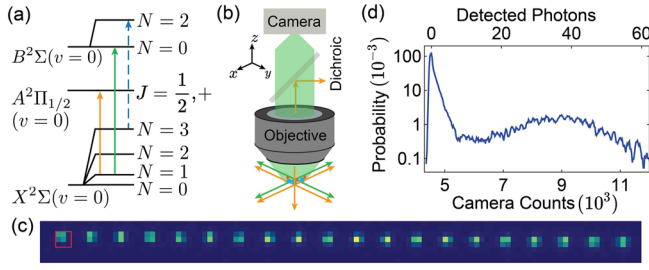 (a)
N = 2
N = 0
B²Σ(v = 0)
A²Π₁/₂
(v = 0)
J = 1/2, +
N = 3
N = 2
N = 1
N = 0
X²Σ(v = 0)
(b)
Camera
z
x
y
Dichroic
Objective
(d)
Detected Photons
0
20
40
60
Probability (10⁻³)
100
10
1
0.1
5
7
9
11
Camera Counts (10³)
(c)